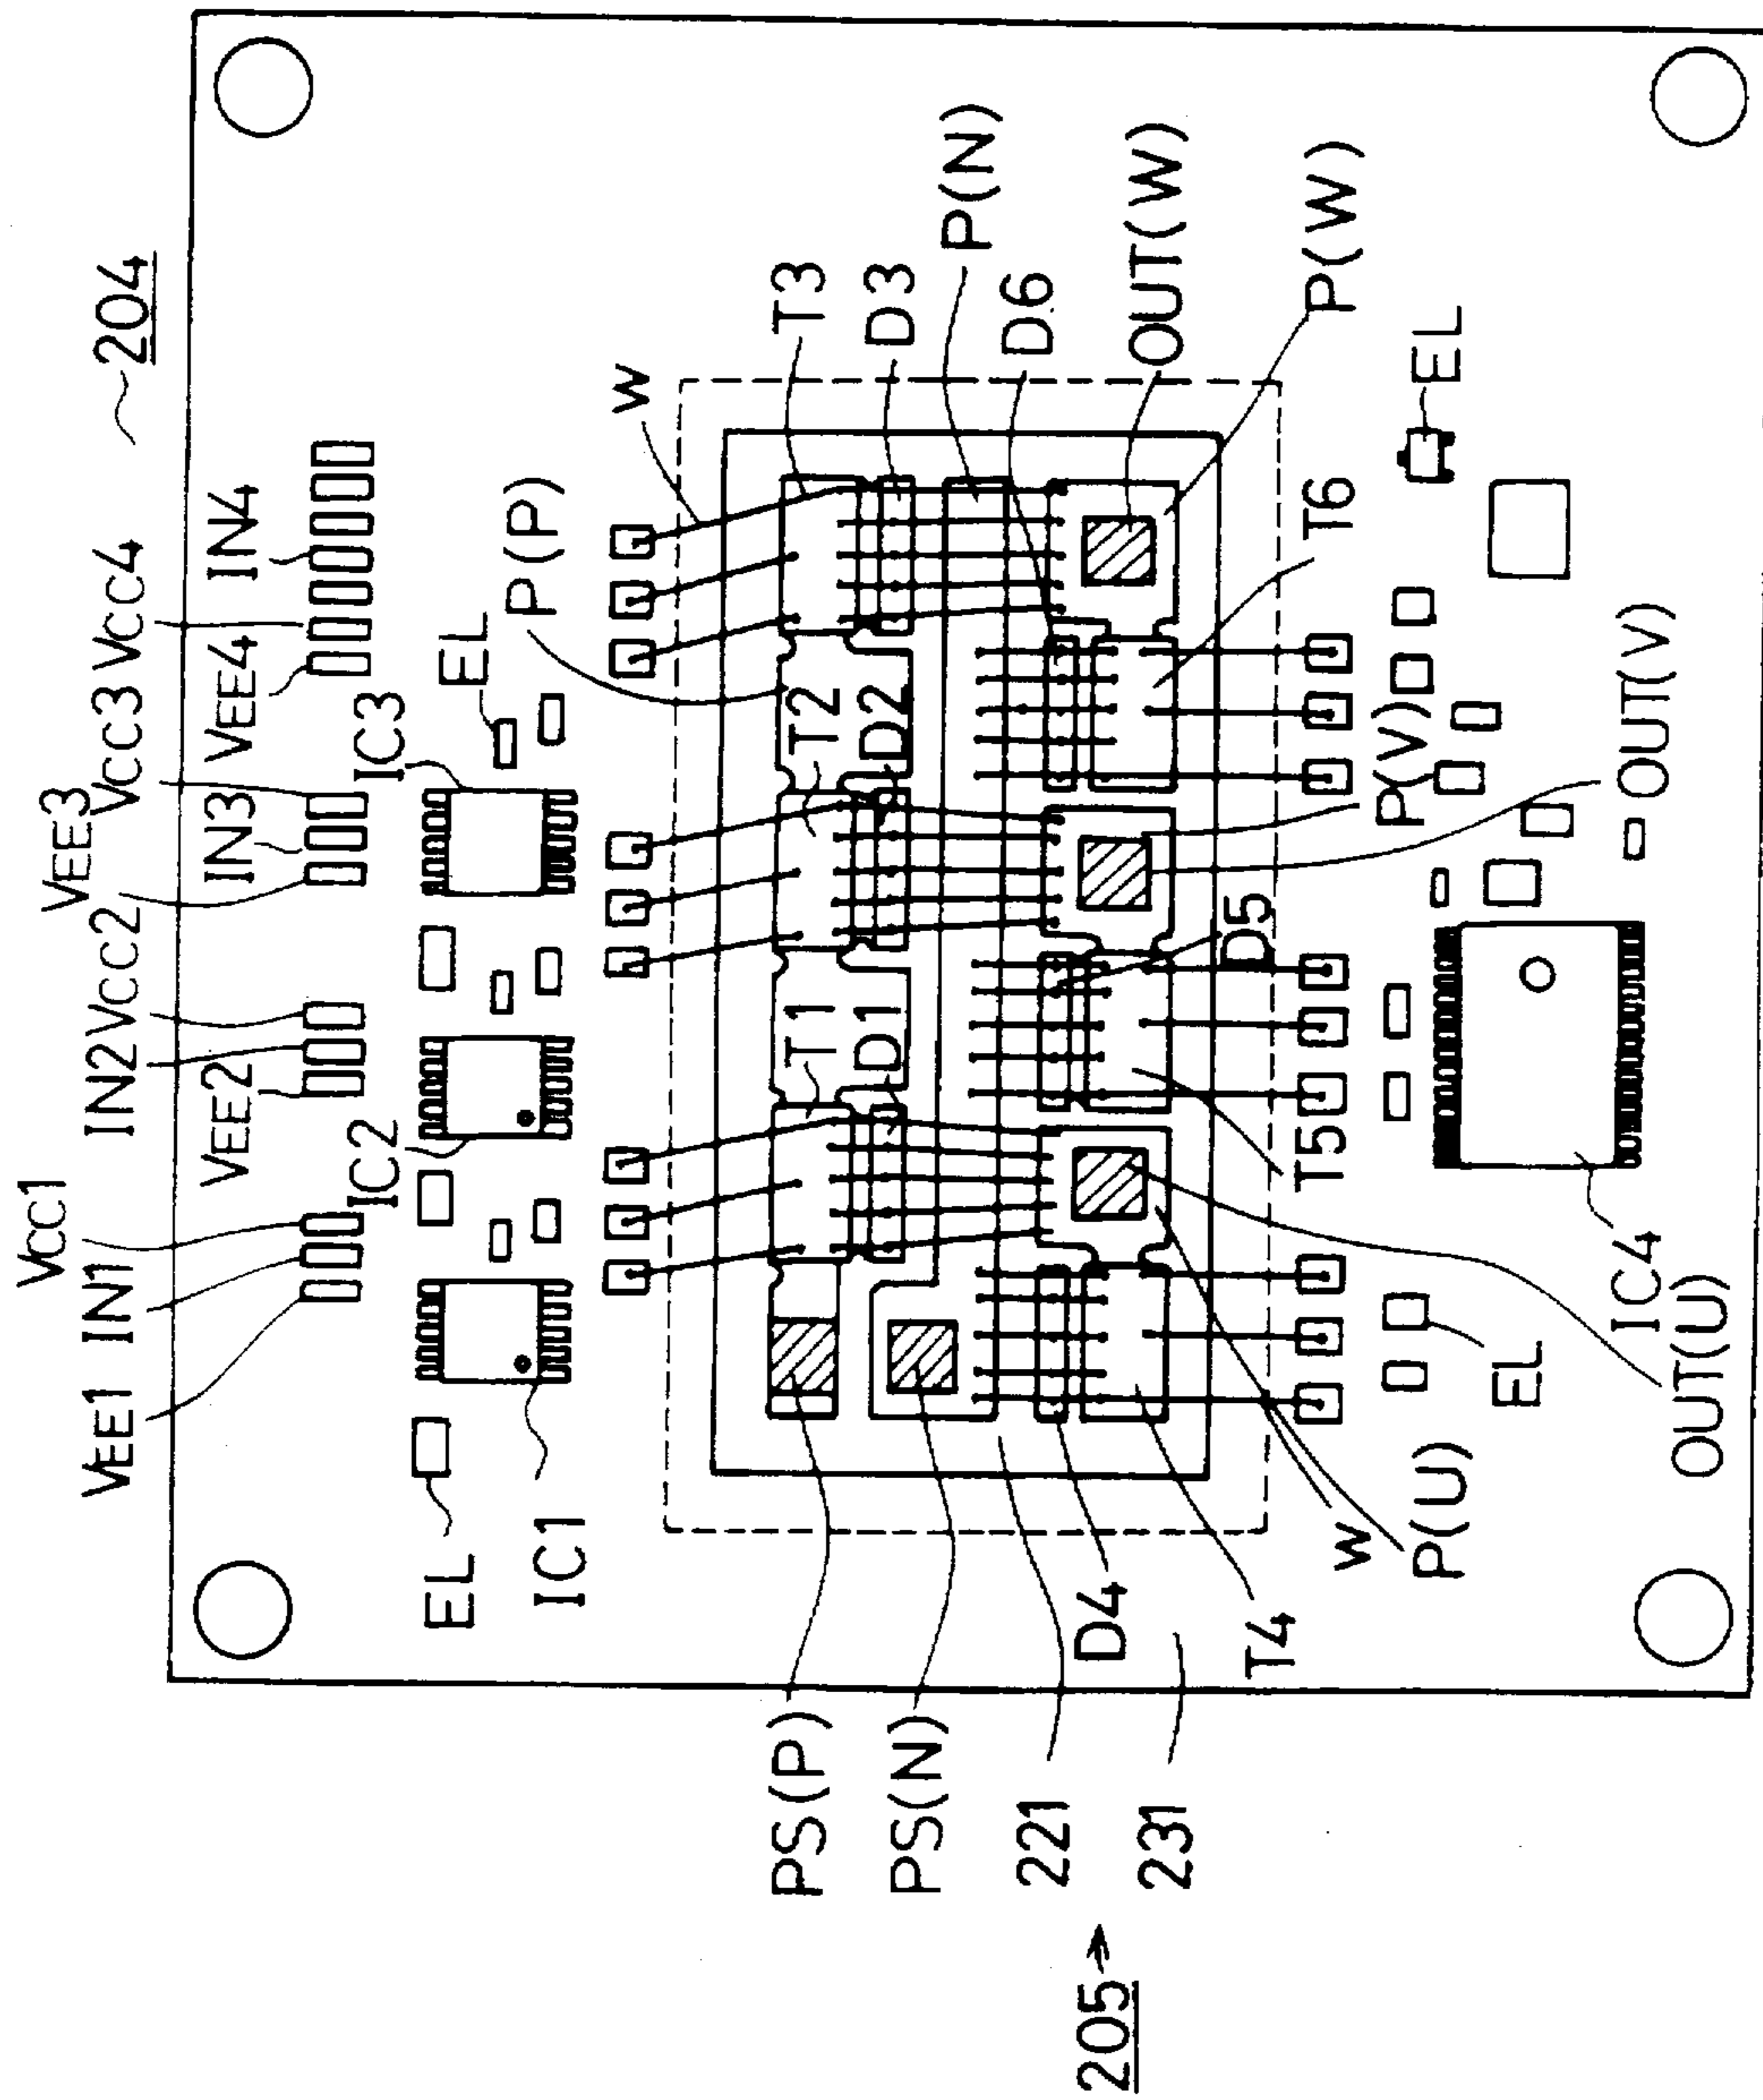 204
VCC1
IN1
VEE1
IN2
VCC2
VEE2
VEE3
VCC3
IN3
VCC4
VEE4
IN4
EL
IC1
IC2
IC3
EL
P(P)
W
T3
D3
P(N)
D6
OUT(W)
P(W)
T2
D2
T1
D1
PS(P)
PS(N)
221
231
205
D4
T4
W
P(U)
T5
D5
T6
P(V)
OUT(V)
EL
EL
IC4
OUT(U)